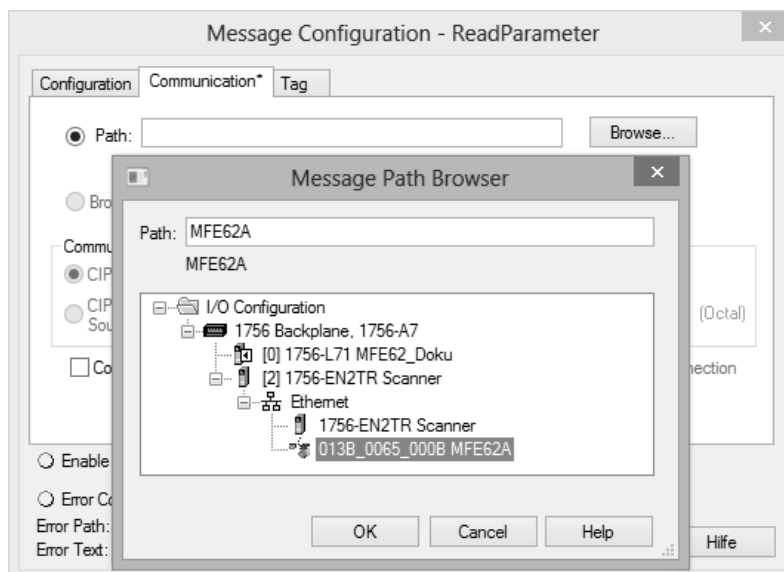 Message Configuration - ReadParameter
Configuration Communication* Tag
Path: Browse...
Message Path Browser
Bro
Path: MFE62A
MFE62A
Commu
CIP
I/O Configuration
1756 Backplane, 1756-A7
CIP
Sou
(Octal)
[0] 1756-L71 MFE62_Doku
Co
[2] 1756-EN2TR Scanner
nection
Ethernet
1756-EN2TR Scanner
013B_0065_000B MFE62A
Enable
Error Co
Error Path:
Error Text:
OK Cancel Help
Hilfe